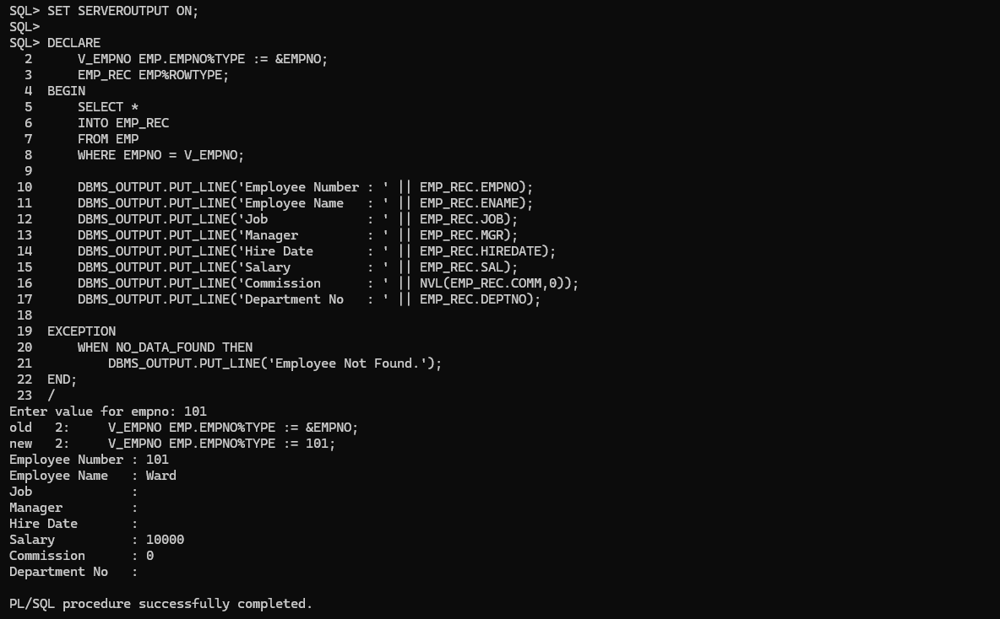 SQL> SET SERVEROUTPUT ON;
SQL>
SQL> DECLARE
  2      V_EMPNO EMP.EMPNO%TYPE := &EMPNO;
  3      EMP_REC EMP%ROWTYPE;
  4  BEGIN
  5      SELECT *
  6      INTO EMP_REC
  7      FROM EMP
  8      WHERE EMPNO = V_EMPNO;
  9
 10      DBMS_OUTPUT.PUT_LINE('Employee Number : ' || EMP_REC.EMPNO);
 11      DBMS_OUTPUT.PUT_LINE('Employee Name   : ' || EMP_REC.ENAME);
 12      DBMS_OUTPUT.PUT_LINE('Job             : ' || EMP_REC.JOB);
 13      DBMS_OUTPUT.PUT_LINE('Manager         : ' || EMP_REC.MGR);
 14      DBMS_OUTPUT.PUT_LINE('Hire Date       : ' || EMP_REC.HIREDATE);
 15      DBMS_OUTPUT.PUT_LINE('Salary          : ' || EMP_REC.SAL);
 16      DBMS_OUTPUT.PUT_LINE('Commission      : ' || NVL(EMP_REC.COMM,0));
 17      DBMS_OUTPUT.PUT_LINE('Department No   : ' || EMP_REC.DEPTNO);
 18
 19  EXCEPTION
 20      WHEN NO_DATA_FOUND THEN
 21          DBMS_OUTPUT.PUT_LINE('Employee Not Found.');
 22  END;
 23  /
Enter value for empno: 101
old   2:     V_EMPNO EMP.EMPNO%TYPE := &EMPNO;
new   2:     V_EMPNO EMP.EMPNO%TYPE := 101;
Employee Number : 101
Employee Name   : Ward
Job             :
Manager         :
Hire Date       :
Salary          : 10000
Commission      : 0
Department No   :

PL/SQL procedure successfully completed.